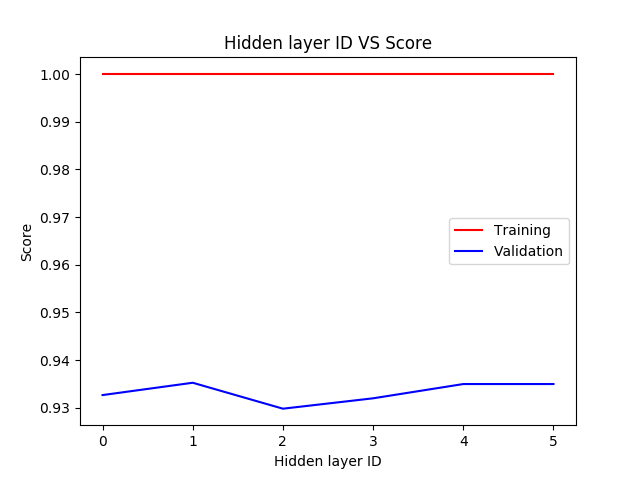 Hidden layer ID VS Score
1.00
0.99
0.98
0.97
0.96
0.95
0.94
0.93
Score
Training
Validation
0 1 2 3 4 5
Hidden layer ID